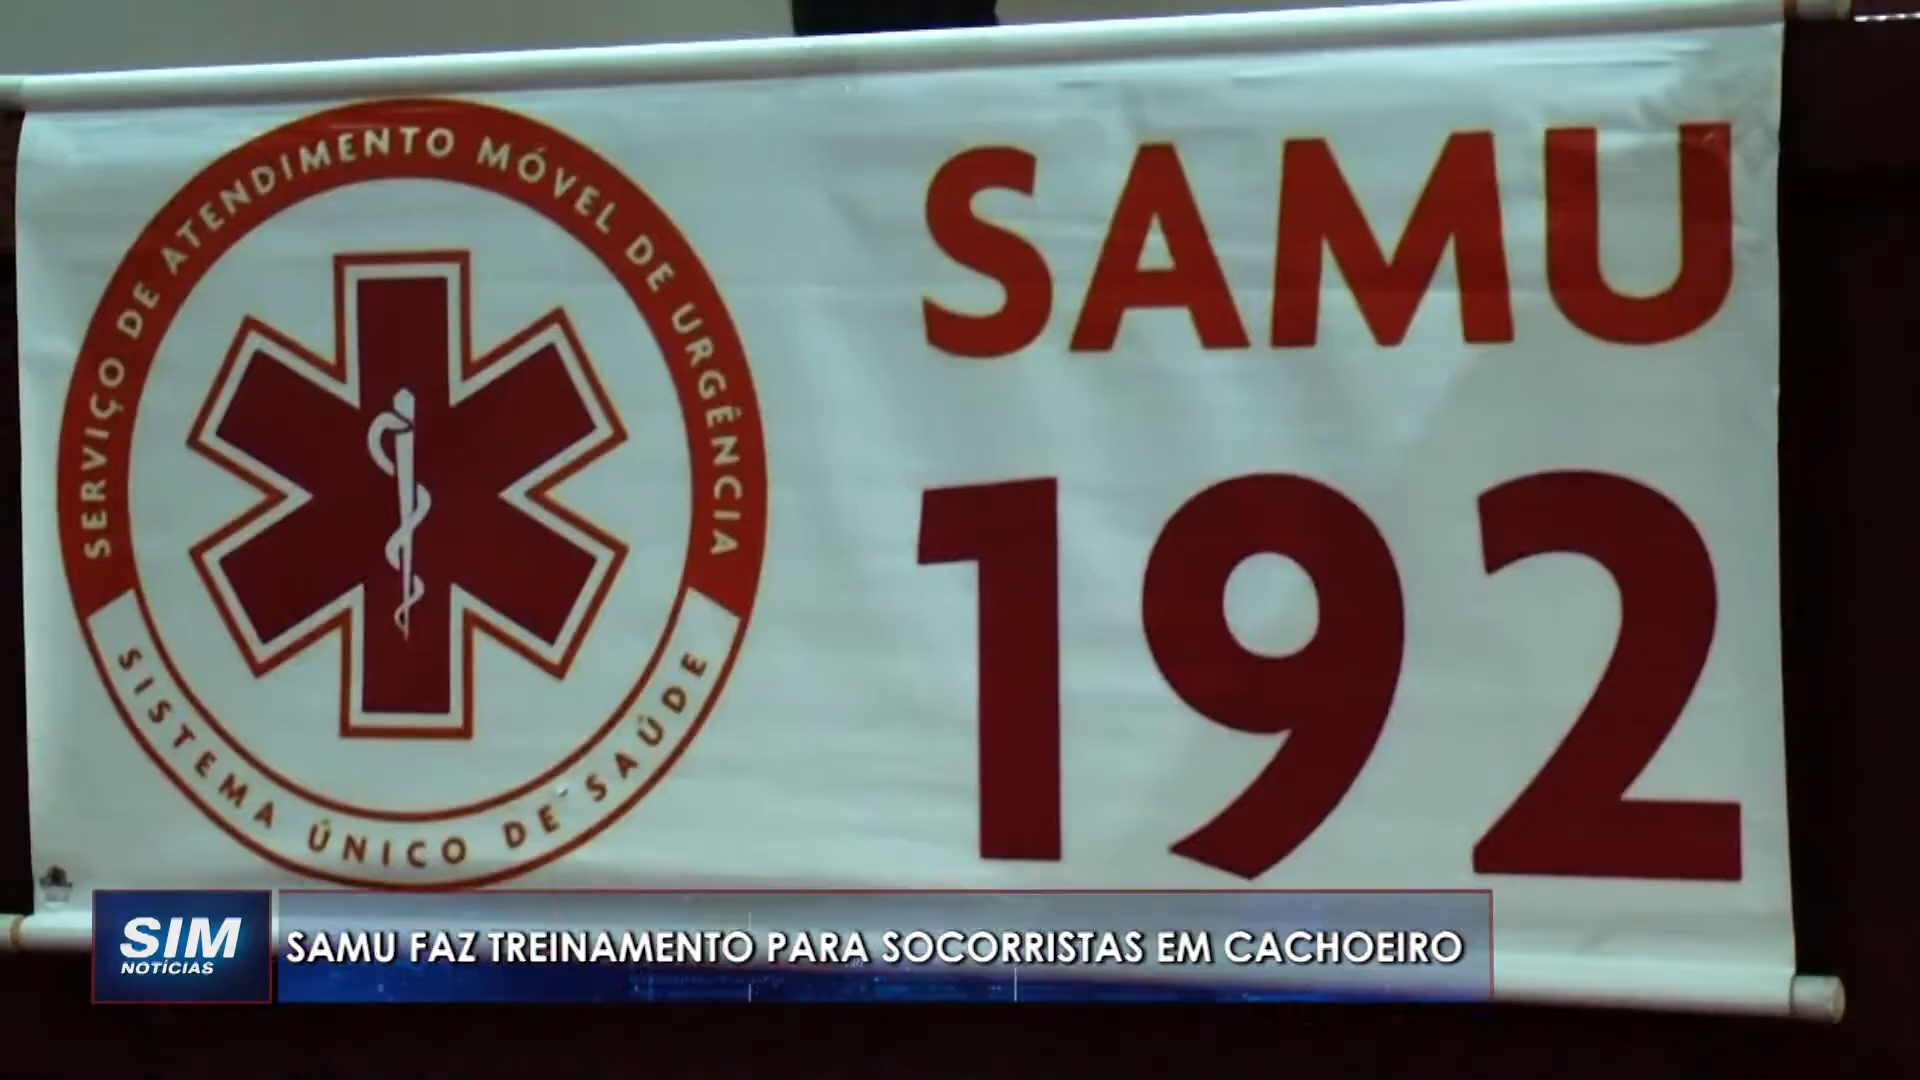 SERVIÇO DE ATENDIMENTO MÓVEL DE URGÊNCIA
SISTEMA ÚNICO DE SAÚDE
SAMU
192
SIM
NOTÍCIAS
SAMU FAZ TREINAMENTO PARA SOCORRISTAS EM CACHOEIRO